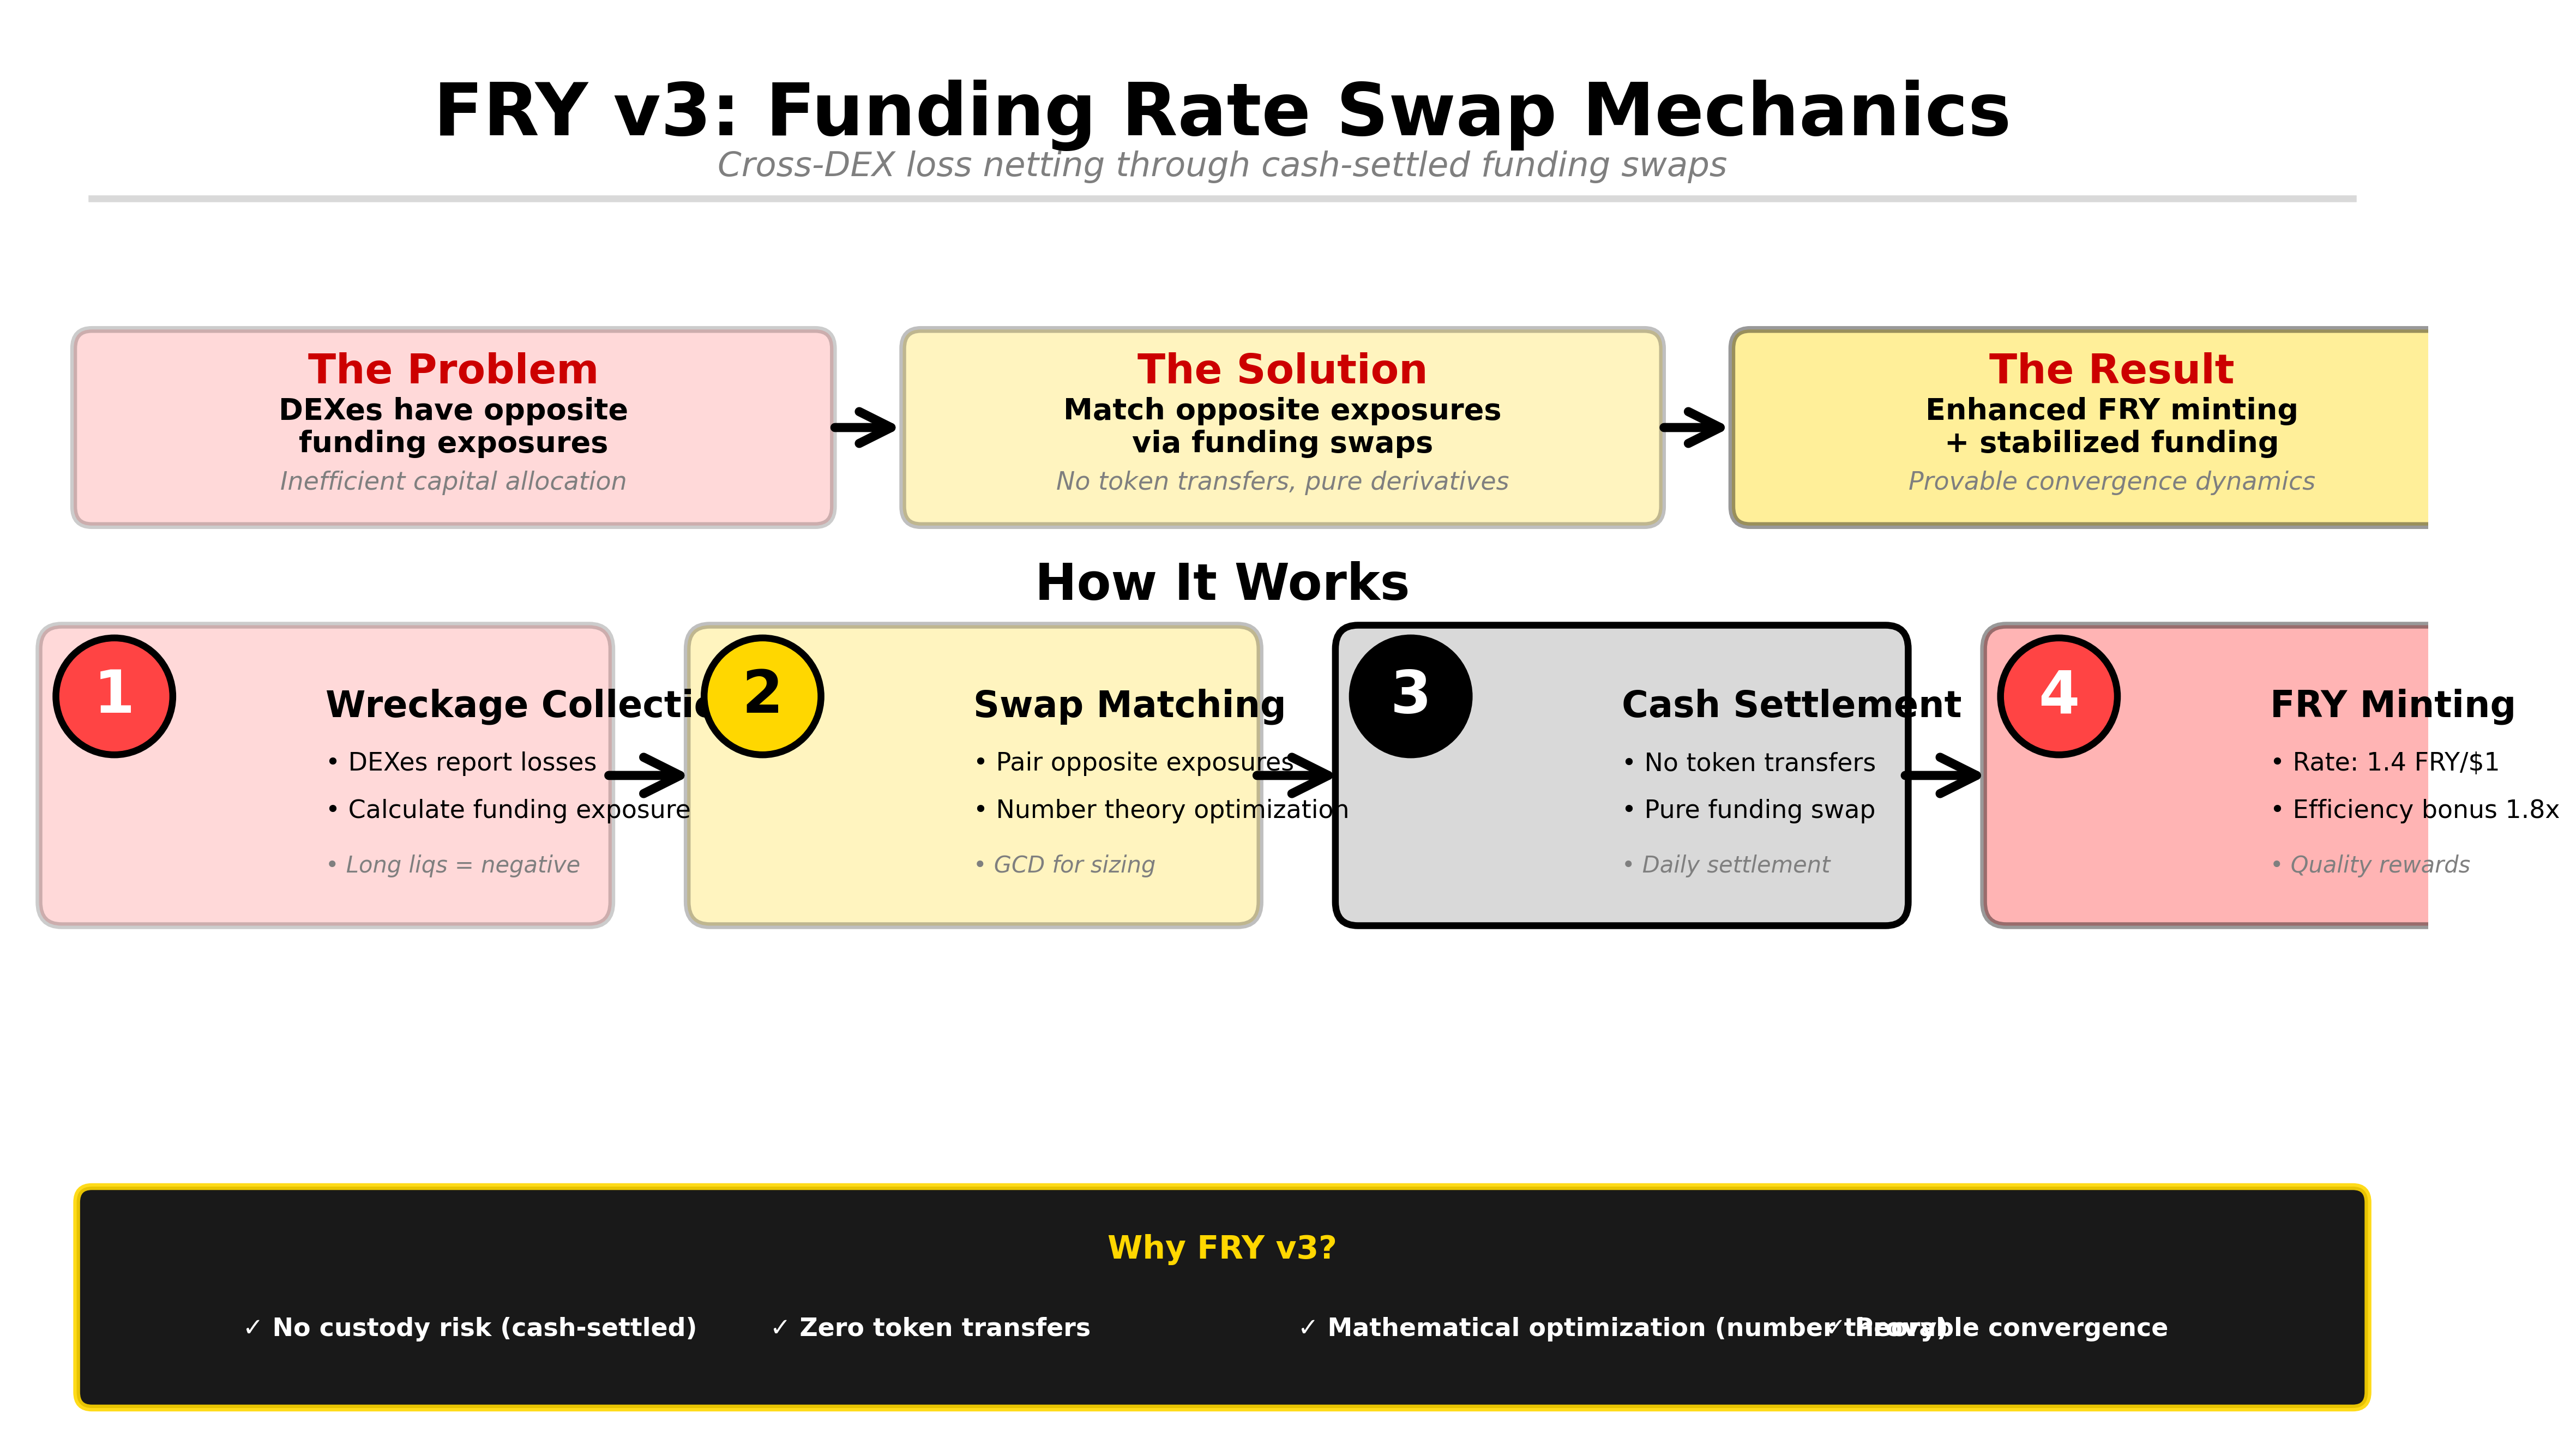 FRY v3: Funding Rate Swap Mechanics
Cross-DEX loss netting through cash-settled funding swaps
The Problem
DEXes have opposite
funding exposures
Inefficient capital allocation
The Solution
Match opposite exposures
via funding swaps
No token transfers, pure derivatives
The Result
Enhanced FRY minting
+ stabilized funding
Provable convergence dynamics
How It Works
1
Wreckage Collectio
• DEXes report losses
• Calculate funding exposure
• Long liqs = negative
2
Swap Matching
• Pair opposite exposures
• Number theory optimization
• GCD for sizing
3
Cash Settlement
• No token transfers
• Pure funding swap
• Daily settlement
4
FRY Minting
• Rate: 1.4 FRY/$1
• Efficiency bonus 1.8x
• Quality rewards
Why FRY v3?
✓ No custody risk (cash-settled)
✓ Zero token transfers
✓ Mathematical optimization (number theory)
✓ Provable convergence